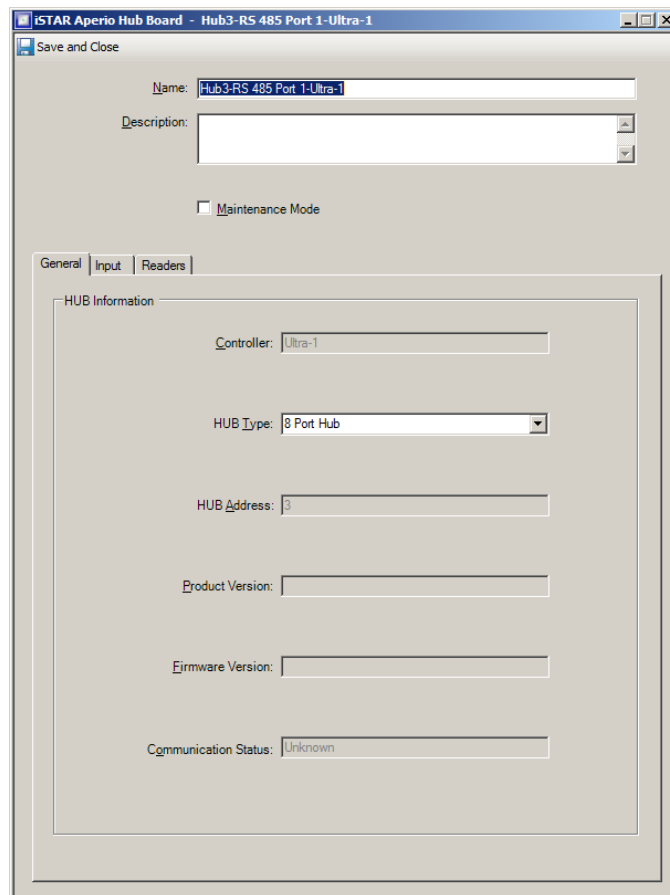 iSTAR Aperio Hub Board - Hub3-RS 485 Port 1-Ultra-1
Save and Close
Name: Hub3-RS 485 Port 1-Ultra-1
Description:
Maintenance Mode
General Input Readers
HUB Information
Controller: Ultra-1
HUB Type: 8 Port Hub
HUB Address: 3
Product Version:
Firmware Version:
Communication Status: Unknown